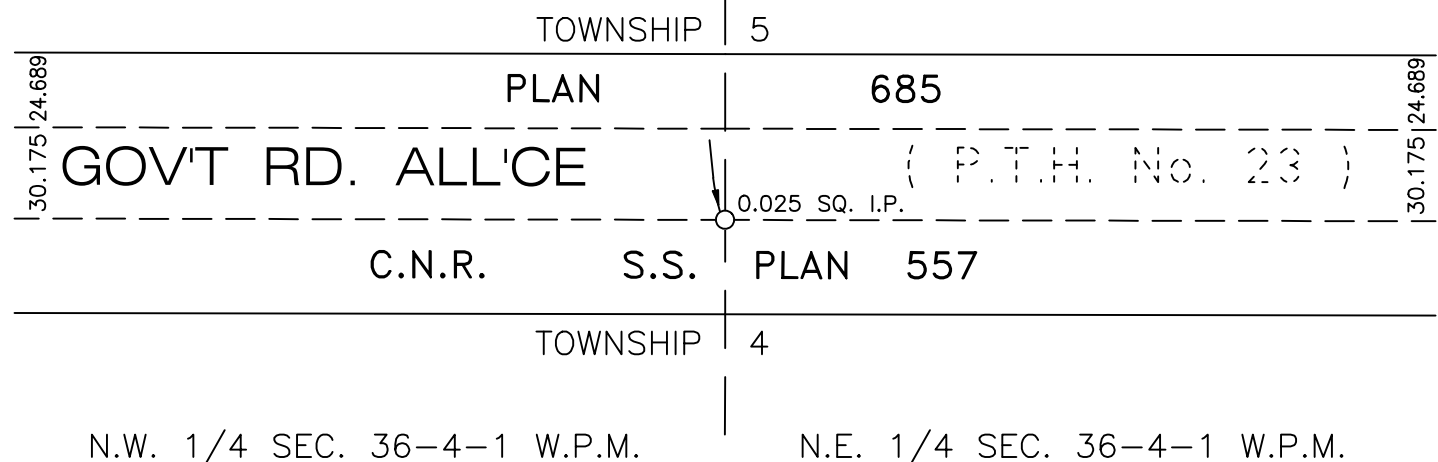 TOWNSHIP 5
24.689 PLAN 685 24.689
30.175 GOV'T RD. ALL'CE ( P.T.H. No. 23 ) 30.175
0.025 SQ. I.P.
C.N.R. S.S. PLAN 557
TOWNSHIP 4
N.W. 1/4 SEC. 36-4-1 W.P.M. N.E. 1/4 SEC. 36-4-1 W.P.M.